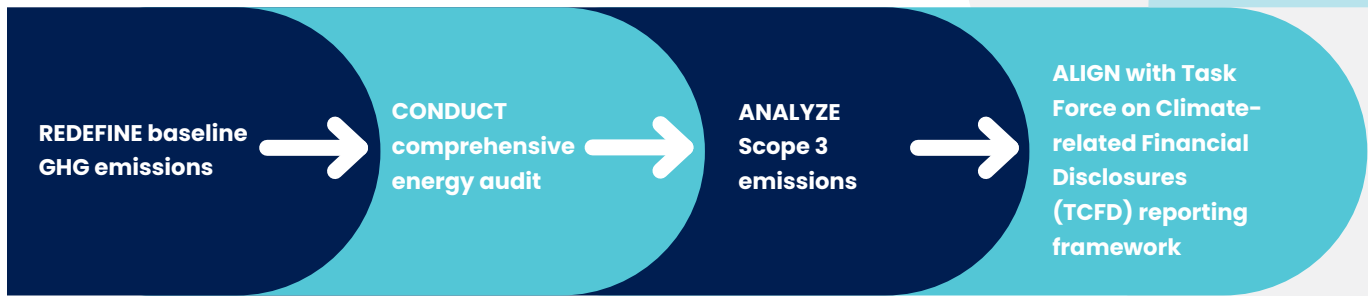 REDEFINE baseline
GHG emissions
CONDUCT
comprehensive
energy audit
ANALYZE
Scope 3
emissions
ALIGN with Task
Force on Climate-
related Financial
Disclosures
(TCFD) reporting
framework